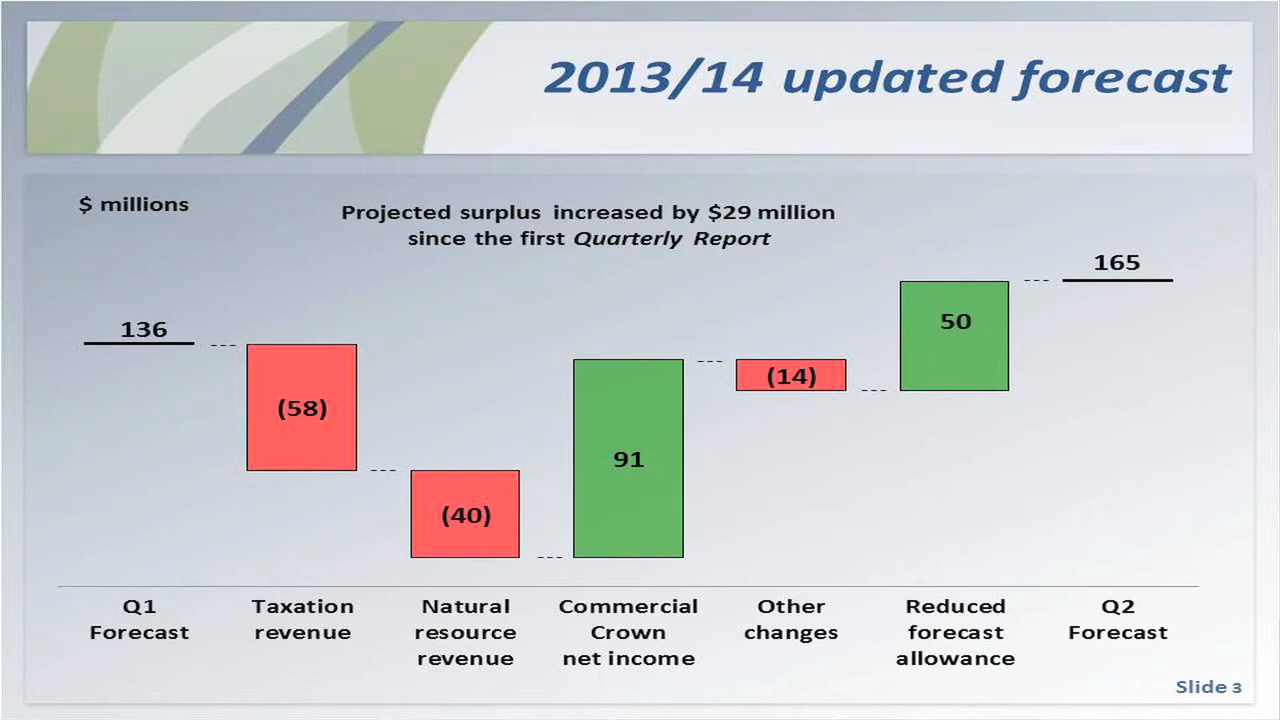 2013/14 updated forecast
$ millions
Projected surplus increased by $29 million
since the first Quarterly Report
165
136
50
(14)
(58)
91
(40)
Q1
Forecast
Taxation
revenue
Natural
resource
revenue
Commercial
Crown
net income
Other
changes
Reduced
forecast
allowance
Q2
Forecast
Slide 3